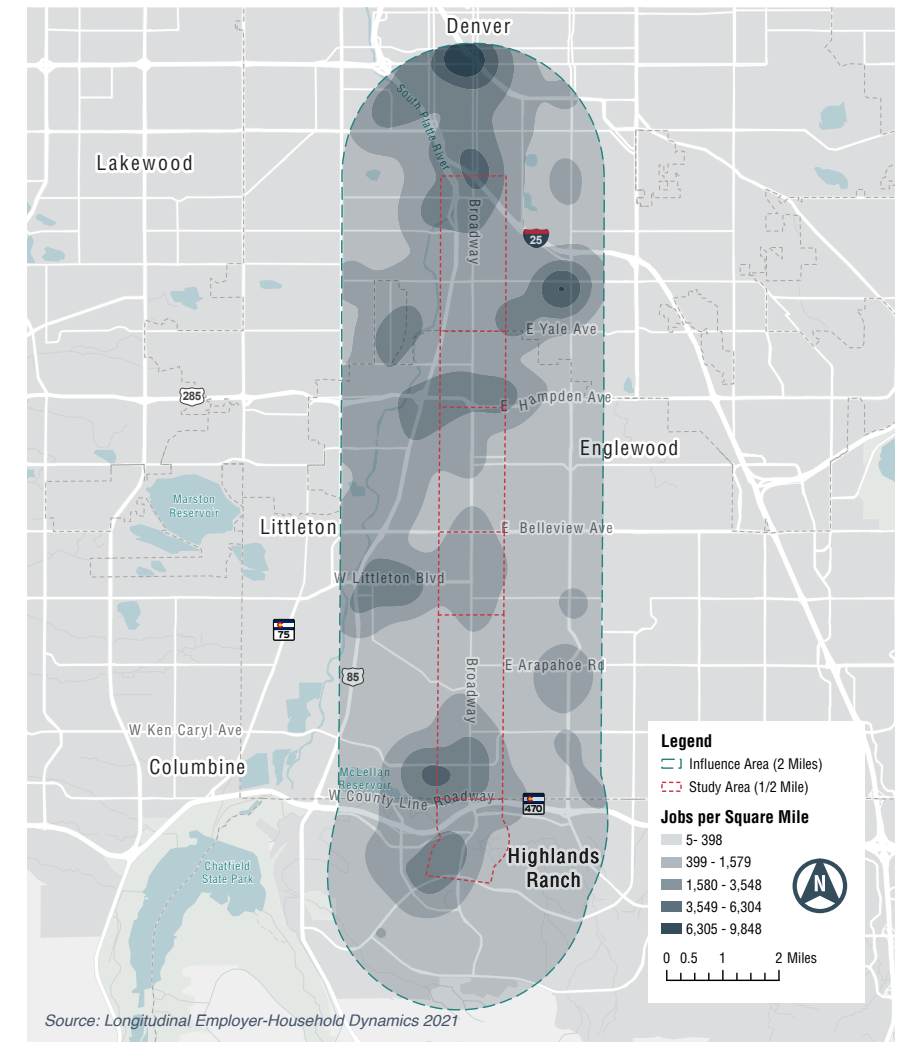 Denver
South Platte River
Lakewood
Broadway
25
E Yale Ave
285
E Hampden Ave
Englewood
Marston
Reservoir
Littleton
E Belleview Ave
W Littleton Blvd
75
E Arapahoe Rd
85
Broadway
W Ken Caryl Ave
Columbine
McLellan
Reservoir
W County Line Roadway
470
Highlands
Ranch
Chatfield
State Park
Legend
Influence Area (2 Miles)
Study Area (1/2 Mile)
Jobs per Square Mile
5- 398
399 - 1,579
1,580 - 3,548
3,549 - 6,304
6,305 - 9,848
N
0 0.5 1 2 Miles
Source: Longitudinal Employer-Household Dynamics 2021